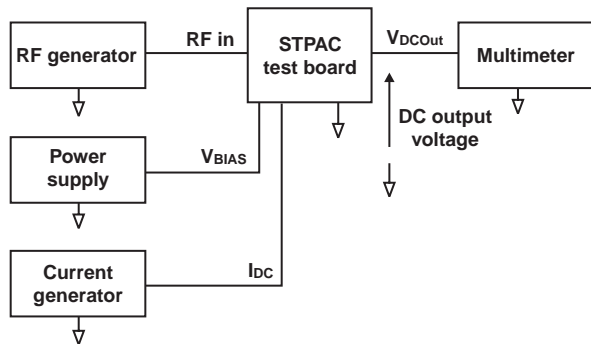 RF generator
RF in
STPAC
test board
VDCOut
Multimeter
DC output
voltage
Power
supply
VBIAS
Current
generator
IDC